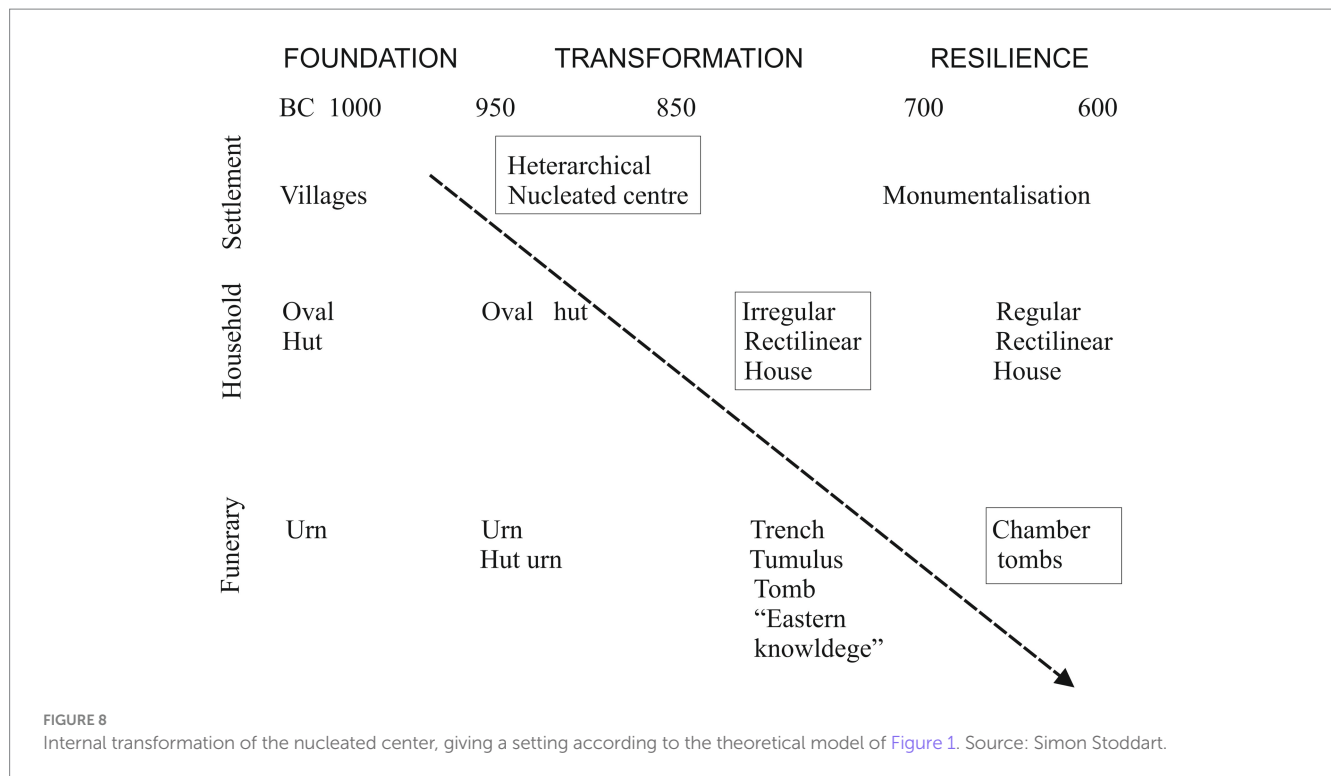 FOUNDATION TRANSFORMATION RESILIENCE
BC 1000 950 850 700 600
Settlement
Villages
Heterarchical
Nucleated centre
Monumentalisation
Household
Oval
Hut
Oval hut
Irregular
Rectilinear
House
Regular
Rectilinear
House
Funerary
Urn
Urn
Hut urn
Trench
Tumulus
Tomb
“Eastern
knowldege”
Chamber
tombs
FIGURE 8
Internal transformation of the nucleated center, giving a setting according to the theoretical model of Figure 1. Source: Simon Stoddart.